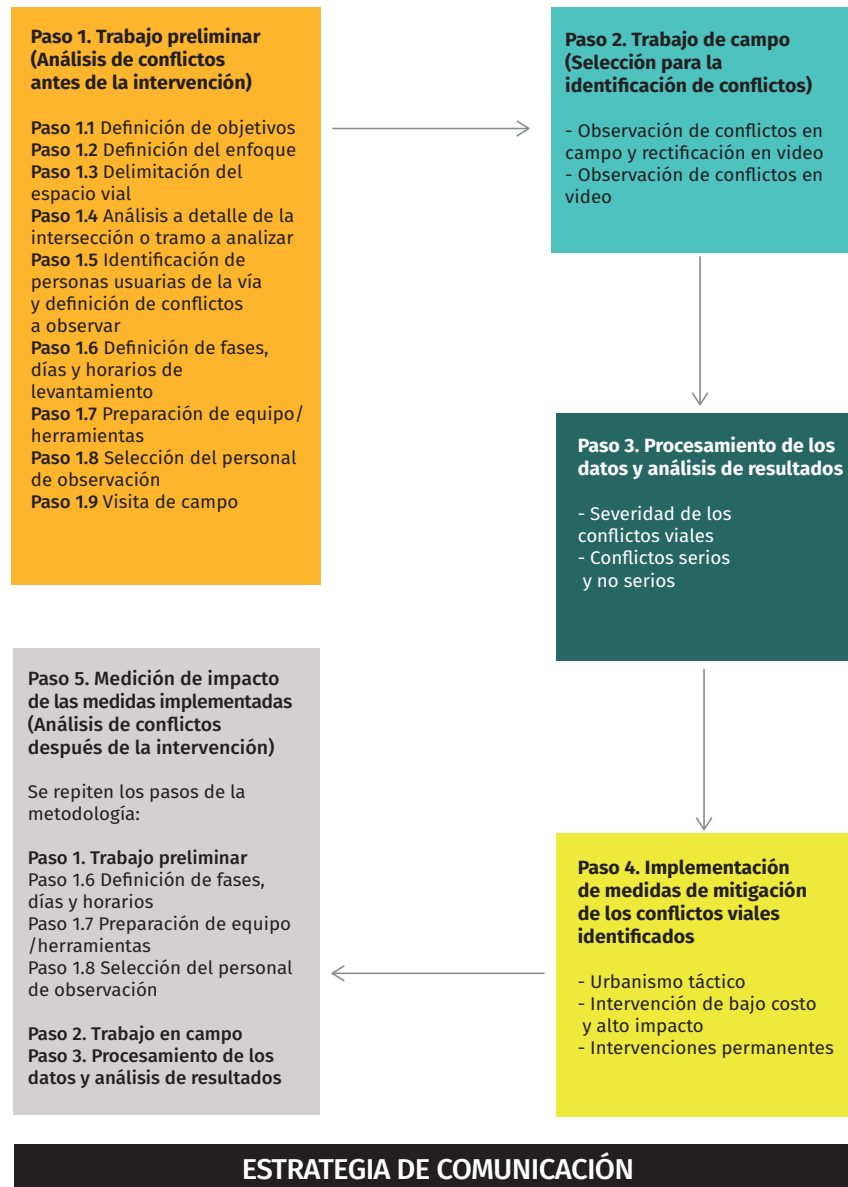 Paso 1. Trabajo preliminar
(Análisis de conflictos
antes de la intervención)
Paso 1.1 Definición de objetivos
Paso 1.2 Definición del enfoque
Paso 1.3 Delimitación del
espacio vial
Paso 1.4 Análisis a detalle de la
intersección o tramo a analizar
Paso 1.5 Identificación de
personas usuarias de la vía
y definición de conflictos
a observar
Paso 1.6 Definición de fases,
días y horarios de
levantamiento
Paso 1.7 Preparación de equipo/
herramientas
Paso 1.8 Selección del personal
de observación
Paso 1.9 Visita de campo
Paso 2. Trabajo de campo
(Selección para la
identificación de conflictos)
- Observación de conflictos en
campo y rectificación en video
- Observación de conflictos en
video
Paso 3. Procesamiento de los
datos y análisis de resultados
- Severidad de los
conflictos viales
- Conflictos serios
y no serios
Paso 4. Implementación
de medidas de mitigación
de los conflictos viales
identificados
- Urbanismo táctico
- Intervención de bajo costo
y alto impacto
- Intervenciones permanentes
Paso 5. Medición de impacto
de las medidas implementadas
(Análisis de conflictos
después de la intervención)
Se repiten los pasos de la
metodología:
Paso 1. Trabajo preliminar
Paso 1.6 Definición de fases,
días y horarios
Paso 1.7 Preparación de equipo
/herramientas
Paso 1.8 Selección del personal
de observación
Paso 2. Trabajo en campo
Paso 3. Procesamiento de los
datos y análisis de resultados
ESTRATEGIA DE COMUNICACIÓN